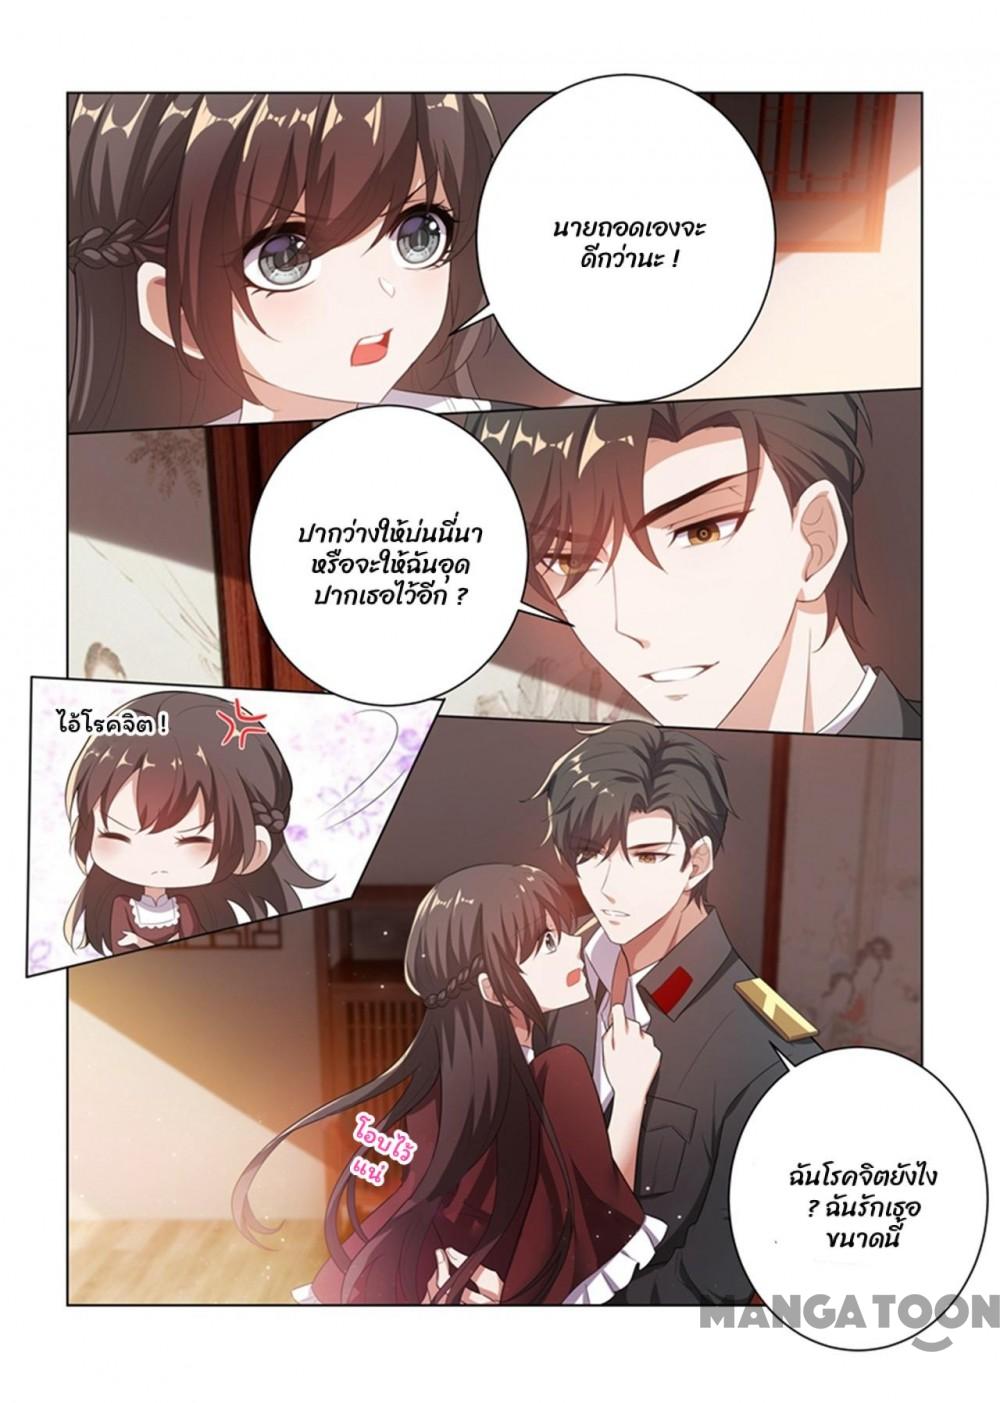 นายถอดเองจะ
ดีกว่านะ !
ปากว่างให้บ่นนี่นา
หรือจะให้ฉันอุด
ปากเธอไว้อีก ?
ไอ้โรคจิต !
โอบไว้
แน่
ฉันโรคจิตยังไง
? ฉันรักเธอ
ขนาดนี้
MANGATOON